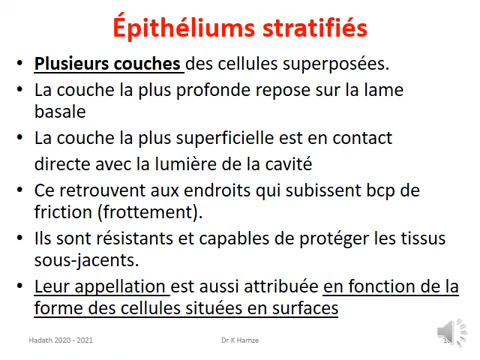 Épithéliums stratifiés
• Plusieurs couches des cellules superposées.
• La couche la plus profonde repose sur la lame
basale
• La couche la plus superficielle est en contact
directe avec la lumière de la cavité
• Ce retrouvent aux endroits qui subissent bcp de
friction (frottement).
• Ils sont résistants et capables de protéger les tissus
sous-jacents.
• Leur appellation est aussi attribuée en fonction de la
forme des cellules situées en surfaces
Hadath 2020 - 2021 Dr K Hamze